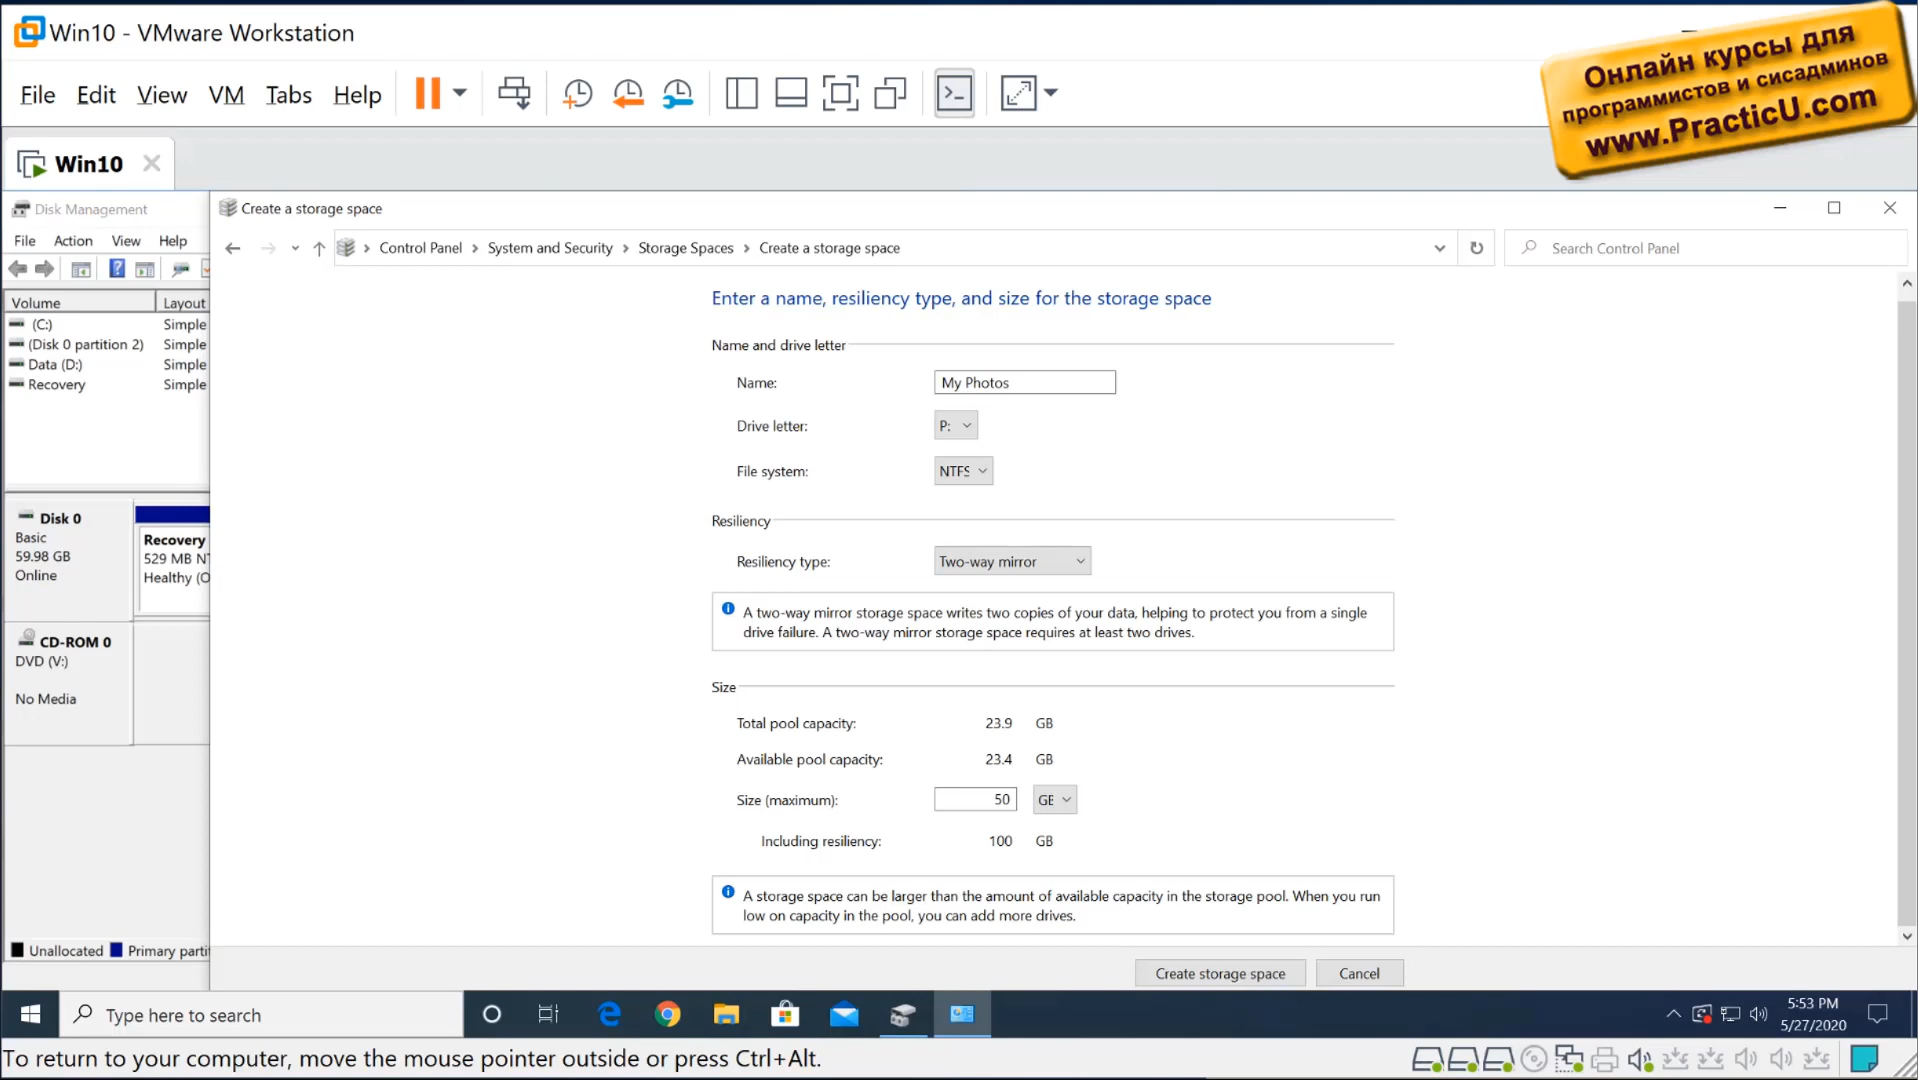 Win10 - VMware Workstation
Онлайн курсы для
программистов и сисадминов
www.PracticU.com
File Edit View VM Tabs Help
Win10
Disk Management
Create a storage space
File Action View Help
Control Panel System and Security Storage Spaces Create a storage space
Search Control Panel
Volume Layout
(C:) Simple
(Disk 0 partition 2) Simple
Data (D:) Simple
Recovery Simple
Enter a name, resiliency type, and size for the storage space
Name and drive letter
Name: My Photos
Drive letter: P:
File system: NTFS
Resiliency
Resiliency type: Two-way mirror
A two-way mirror storage space writes two copies of your data, helping to protect you from a single
drive failure. A two-way mirror storage space requires at least two drives.
Size
Total pool capacity: 23.9 GB
Available pool capacity: 23.4 GB
Size (maximum): 50 GB
Including resiliency: 100 GB
A storage space can be larger than the amount of available capacity in the storage pool. When you run
low on capacity in the pool, you can add more drives.
Create storage space Cancel
Disk 0
Basic
59.98 GB
Online
Recovery
529 MB N
Healthy (O
CD-ROM 0
DVD (V:)
No Media
Unallocated Primary parti
Type here to search
5:53 PM
5/27/2020
To return to your computer, move the mouse pointer outside or press Ctrl+Alt.